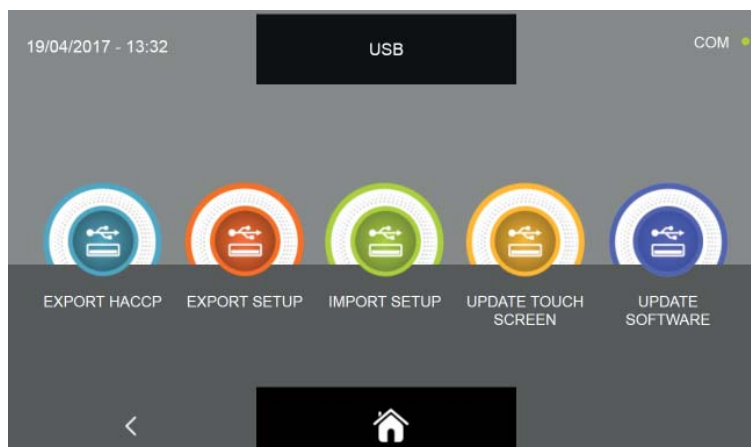 19/04/2017 - 13:32
USB
COM
EXPORT HACCP
EXPORT SETUP
IMPORT SETUP
UPDATE TOUCH
SCREEN
UPDATE
SOFTWARE